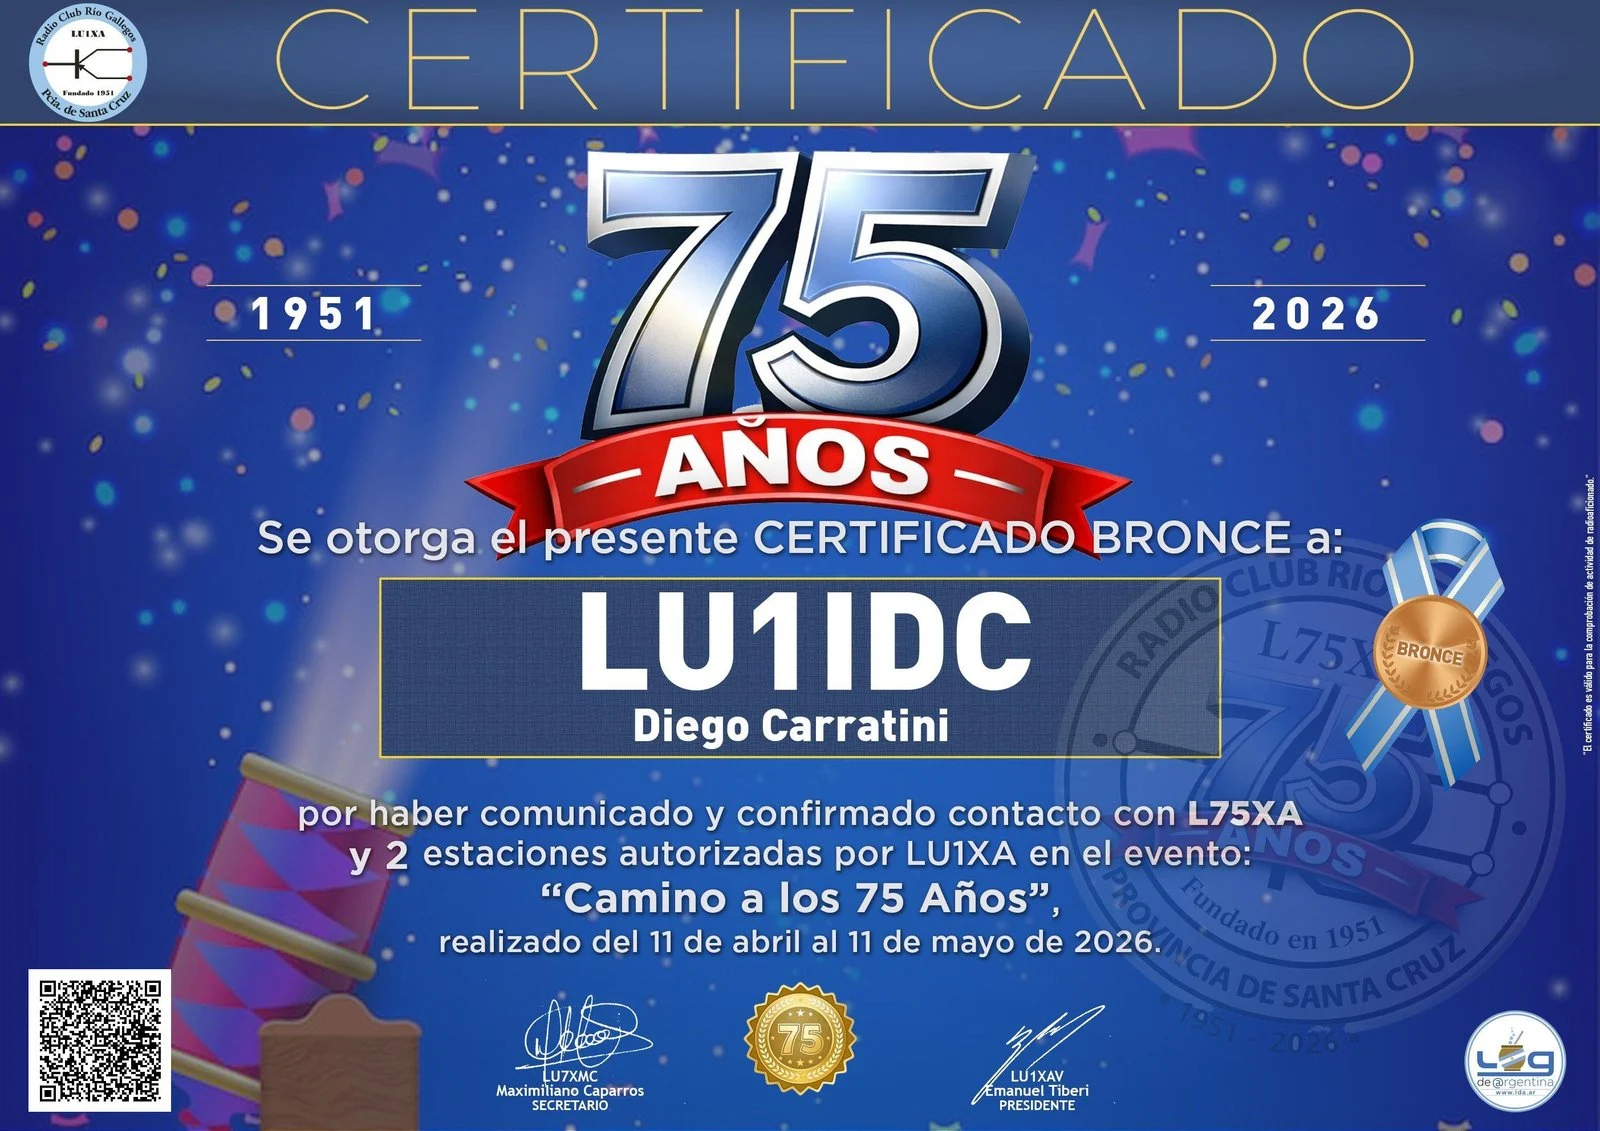 CERTIFICADO
Radio Club Río Gallegos
LU1XA
Fundado 1951
Pcia. de Santa Cruz
75
1951
2026
AÑOS
Se otorga el presente CERTIFICADO BRONCE a:
LU1IDC
Diego Carratini
BRONCE
"El certificado es válido para la comprobación de actividad de radioaficionado."
por haber comunicado y confirmado contacto con L75XA
y 2 estaciones autorizadas por LU1XA en el evento:
“Camino a los 75 Años”,
realizado del 11 de abril al 11 de mayo de 2026.
RADIO CLUB RIO GALLEGOS
L75XA
75
AÑOS
Fundado en 1951
PROVINCIA DE SANTA CRUZ
* 1951 - 2026 *
LU7XMC
Maximiliano Caparros
SECRETARIO
75
LU1XAV
Emanuel Tiberi
PRESIDENTE
LOg
de @rgentina
www.lda.ar